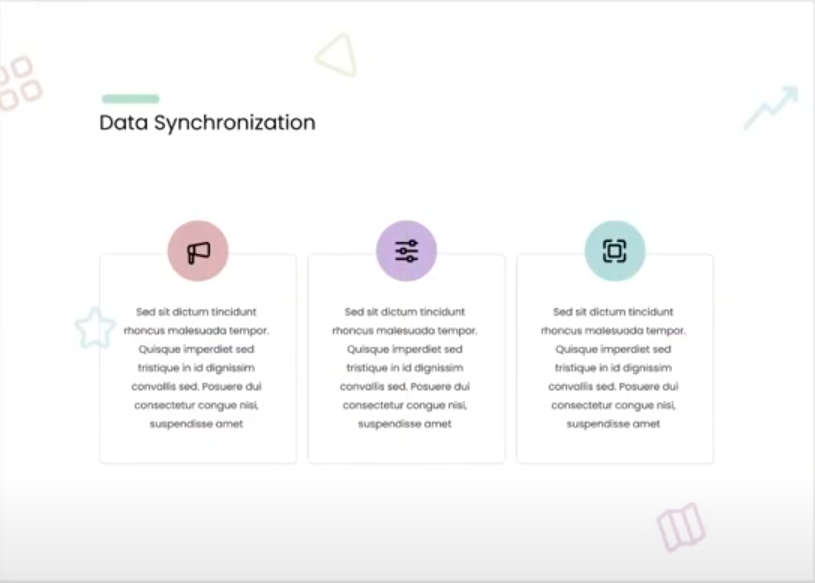 Data Synchronization
Sed sit dictum tincidunt
rhoncus malesuada tempor.
Quisque imperdiet sed
tristique in id dignissim
convallis sed. Posuere dui
consectetur congue nisi,
suspendisse amet
Sed sit dictum tincidunt
rhoncus malesuada tempor.
Quisque imperdiet sed
tristique in id dignissim
convallis sed. Posuere dui
consectetur congue nisi,
suspendisse amet
Sed sit dictum tincidunt
rhoncus malesuada tempor.
Quisque imperdiet sed
tristique in id dignissim
convallis sed. Posuere dui
consectetur congue nisi,
suspendisse amet